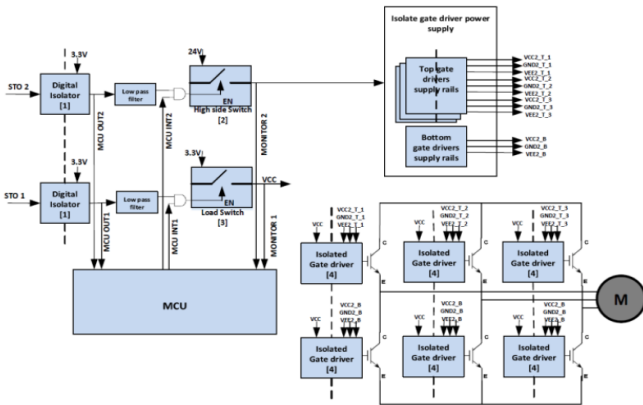 Isolate gate driver power
supply
Top gate
drivers
supply rails
VCC2_T_1
GND2_T_1
VEE2_T_1
VCC2_T_2
GND2_T_2
VEE2_T_2
VCC2_T_3
GND2_T_3
VEE2_T_3
Bottom
gate drivers
supply rails
VCC2_B
GND2_B
VEE2_B
STO 2
3.3V
Digital
Isolator
[1]
MCU OUT2
Low pass
filter
MCU INT2
24V
EN
High side Switch
[2]
MONITOR 2
STO 1
3.3V
Digital
Isolator
[1]
MCU OUT1
Low pass
filter
MCU INT1
3.3V
EN
Load Switch
[3]
VCC
MONITOR 1
MCU
VCC
VCC2_T_1
GND2_T_1
VEE2_T_1
Isolated
Gate driver
[4]
C
E
VCC
VCC2_T_2
GND2_T_2
VEE2_T_2
Isolated
Gate driver
[4]
C
E
VCC
VCC2_T_3
GND2_T_3
VEE2_T_3
Isolated
Gate driver
[4]
C
E
M
VCC
VCC2_B
GND2_B
VEE2_B
Isolated
Gate driver
[4]
C
E
VCC
VCC2_B
GND2_B
VEE2_B
Isolated
Gate driver
[4]
C
E
VCC
VCC2_B
GND2_B
VEE2_B
Isolated
Gate driver
[4]
C
E